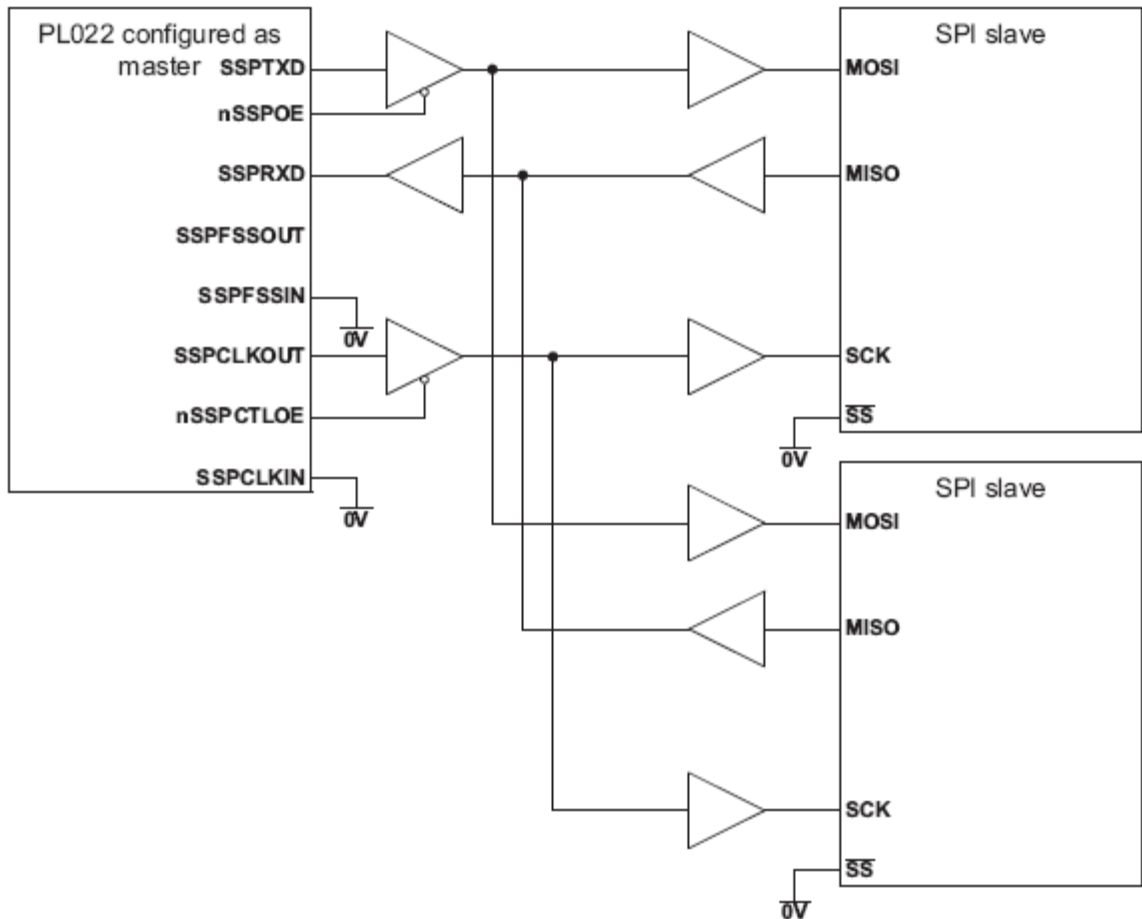 PL022 configured as
master SSPTXD
nSSPOE
SSPRXD
SSPFSSOUT
SSPFSSIN
0V
SSPCLKOUT
nSSPCTLOE
SSPCLKIN
0V
SPI slave
MOSI
MISO
SCK
SS
0V
SPI slave
MOSI
MISO
SCK
SS
0V